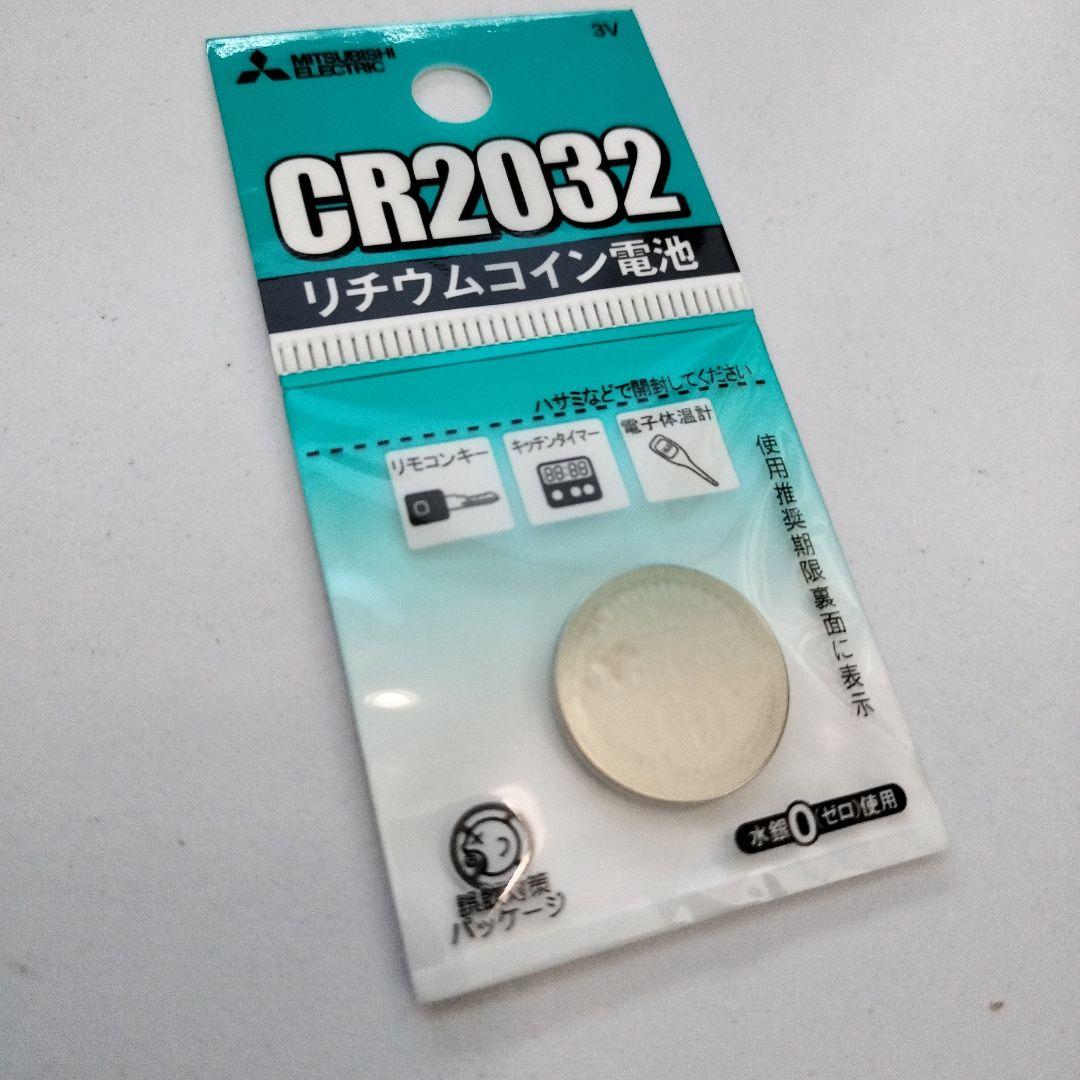 MITSUBISHI
ELECTRIC
3V
CR2032
リチウムコイン電池
ハサミなどで開封してください
リモコンキー
キッチンタイマー
電子体温計
88:88
使用推奨期限裏面に表示
水銀0(ゼロ)使用
誤飲対策
パッケージ